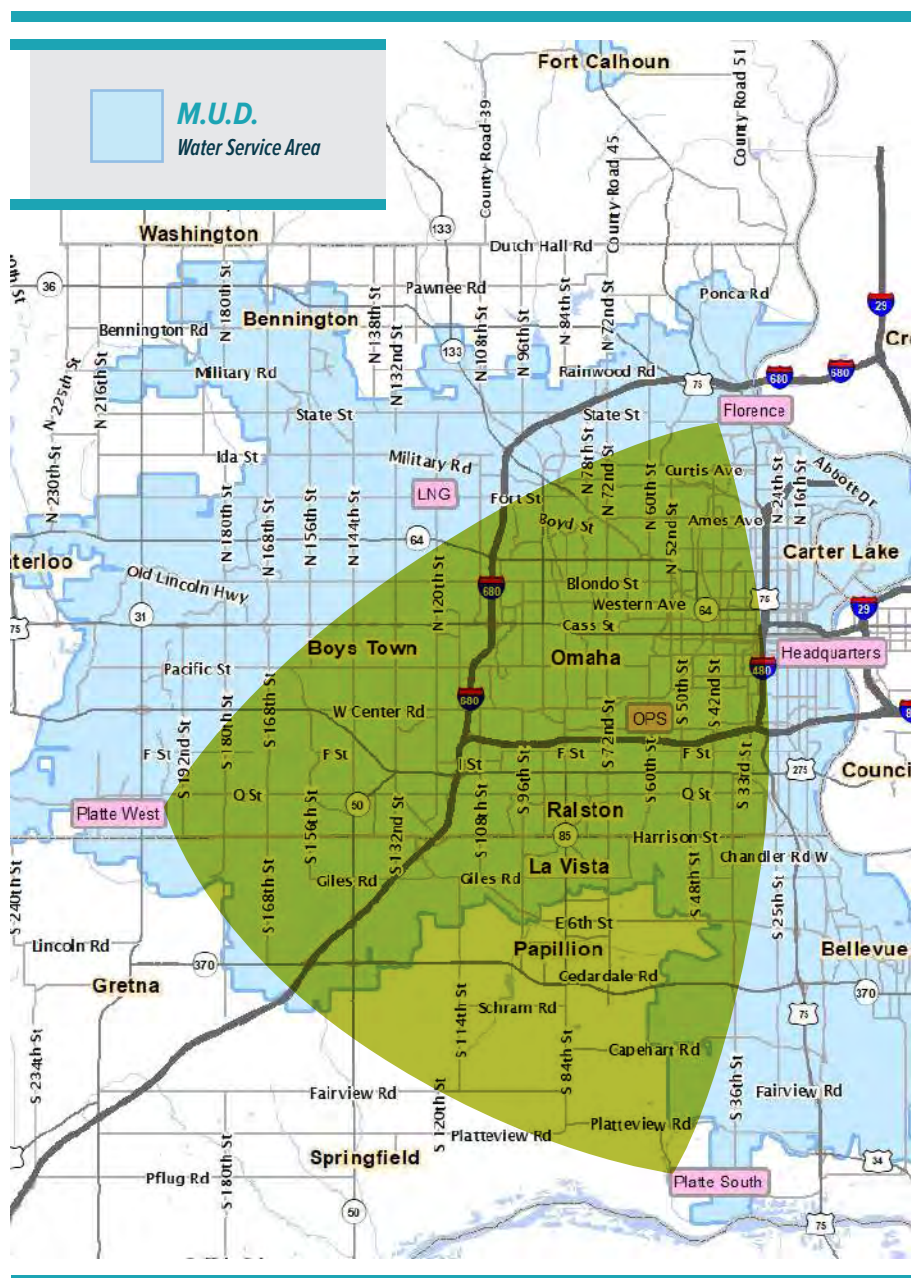 M.U.D.
Water Service Area
Fort Calhoun
County Road 51
County Road 39
County Road 45
Washington
133
Dutch Hall Rd
36
N 180th St
Pawnee Rd
N 84th St
N 72nd St
Ponca Rd
29
Bennington
N 138th St
N 108th St
N 96th St
Bennington Rd
N 132nd St
133
Cr
N 225th St
N 216th St
Military Rd
Rainwood Rd
75
680
680
State St
State St
Florence
N 230th St
Ida St
Military Rd
N 78th St
N 72nd St
Curtis Ave
N 60th St
N 24th St
N 16th St
Abbott Dr
LNG
Fort St
N 180th St
N 168th St
N 156th St
N 144th St
Boyd St
N 52nd St
Ames Ave
64
Carter Lake
terloo
Old Lincoln Hwy
N 120th St
680
Blondo St
Western Ave
64
75
29
31
75
Cass St
Boys Town
Omaha
Headquarters
Pacific St
S 168th St
680
S 50th St
S 42nd St
480
S 180th St
W Center Rd
S 72nd St
OPS
8
S 192nd St
F St
F St
I St
F St
S 60th St
F St
S 33rd St
275
Counci
Q St
S 96th St
Q St
Platte West
50
S 156th St
S 132nd St
S 108th St
Ralston
85
Harrison St
La Vista
Chandler Rd W
S 240th St
S 168th St
Giles Rd
Giles Rd
S 48th St
S 25th St
E 6th St
Lincoln Rd
Papillion
Bellevue
370
Cedardale Rd
Gretna
370
S 114th St
Schram Rd
75
S 234th St
S 84th St
Capehart Rd
Fairview Rd
S 120th St
S 36th St
Fairview Rd
Platteview Rd
Platteview Rd
Springfield
34
S 180th St
Pflug Rd
Platte South
50
75